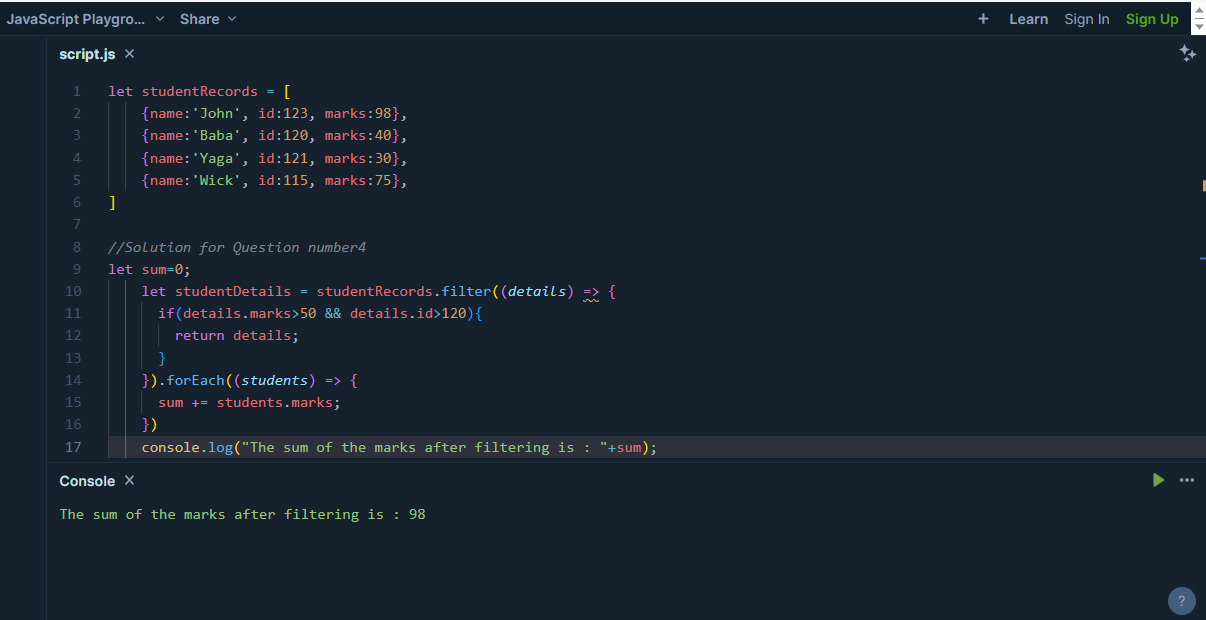 JavaScript Playgro... Share + Learn Sign In Sign Up
script.js ×
1 let studentRecords = [
2 {name:'John', id:123, marks:98},
3 {name:'Baba', id:120, marks:40},
4 {name:'Yaga', id:121, marks:30},
5 {name:'Wick', id:115, marks:75},
6 ]
7
8 //Solution for Question number4
9 let sum=0;
10 let studentDetails = studentRecords.filter((details) => {
11 if(details.marks>50 && details.id>120){
12 return details;
13 }
14 }).forEach((students) => {
15 sum += students.marks;
16 })
17 console.log("The sum of the marks after filtering is : "+sum);
Console ×
The sum of the marks after filtering is : 98
?